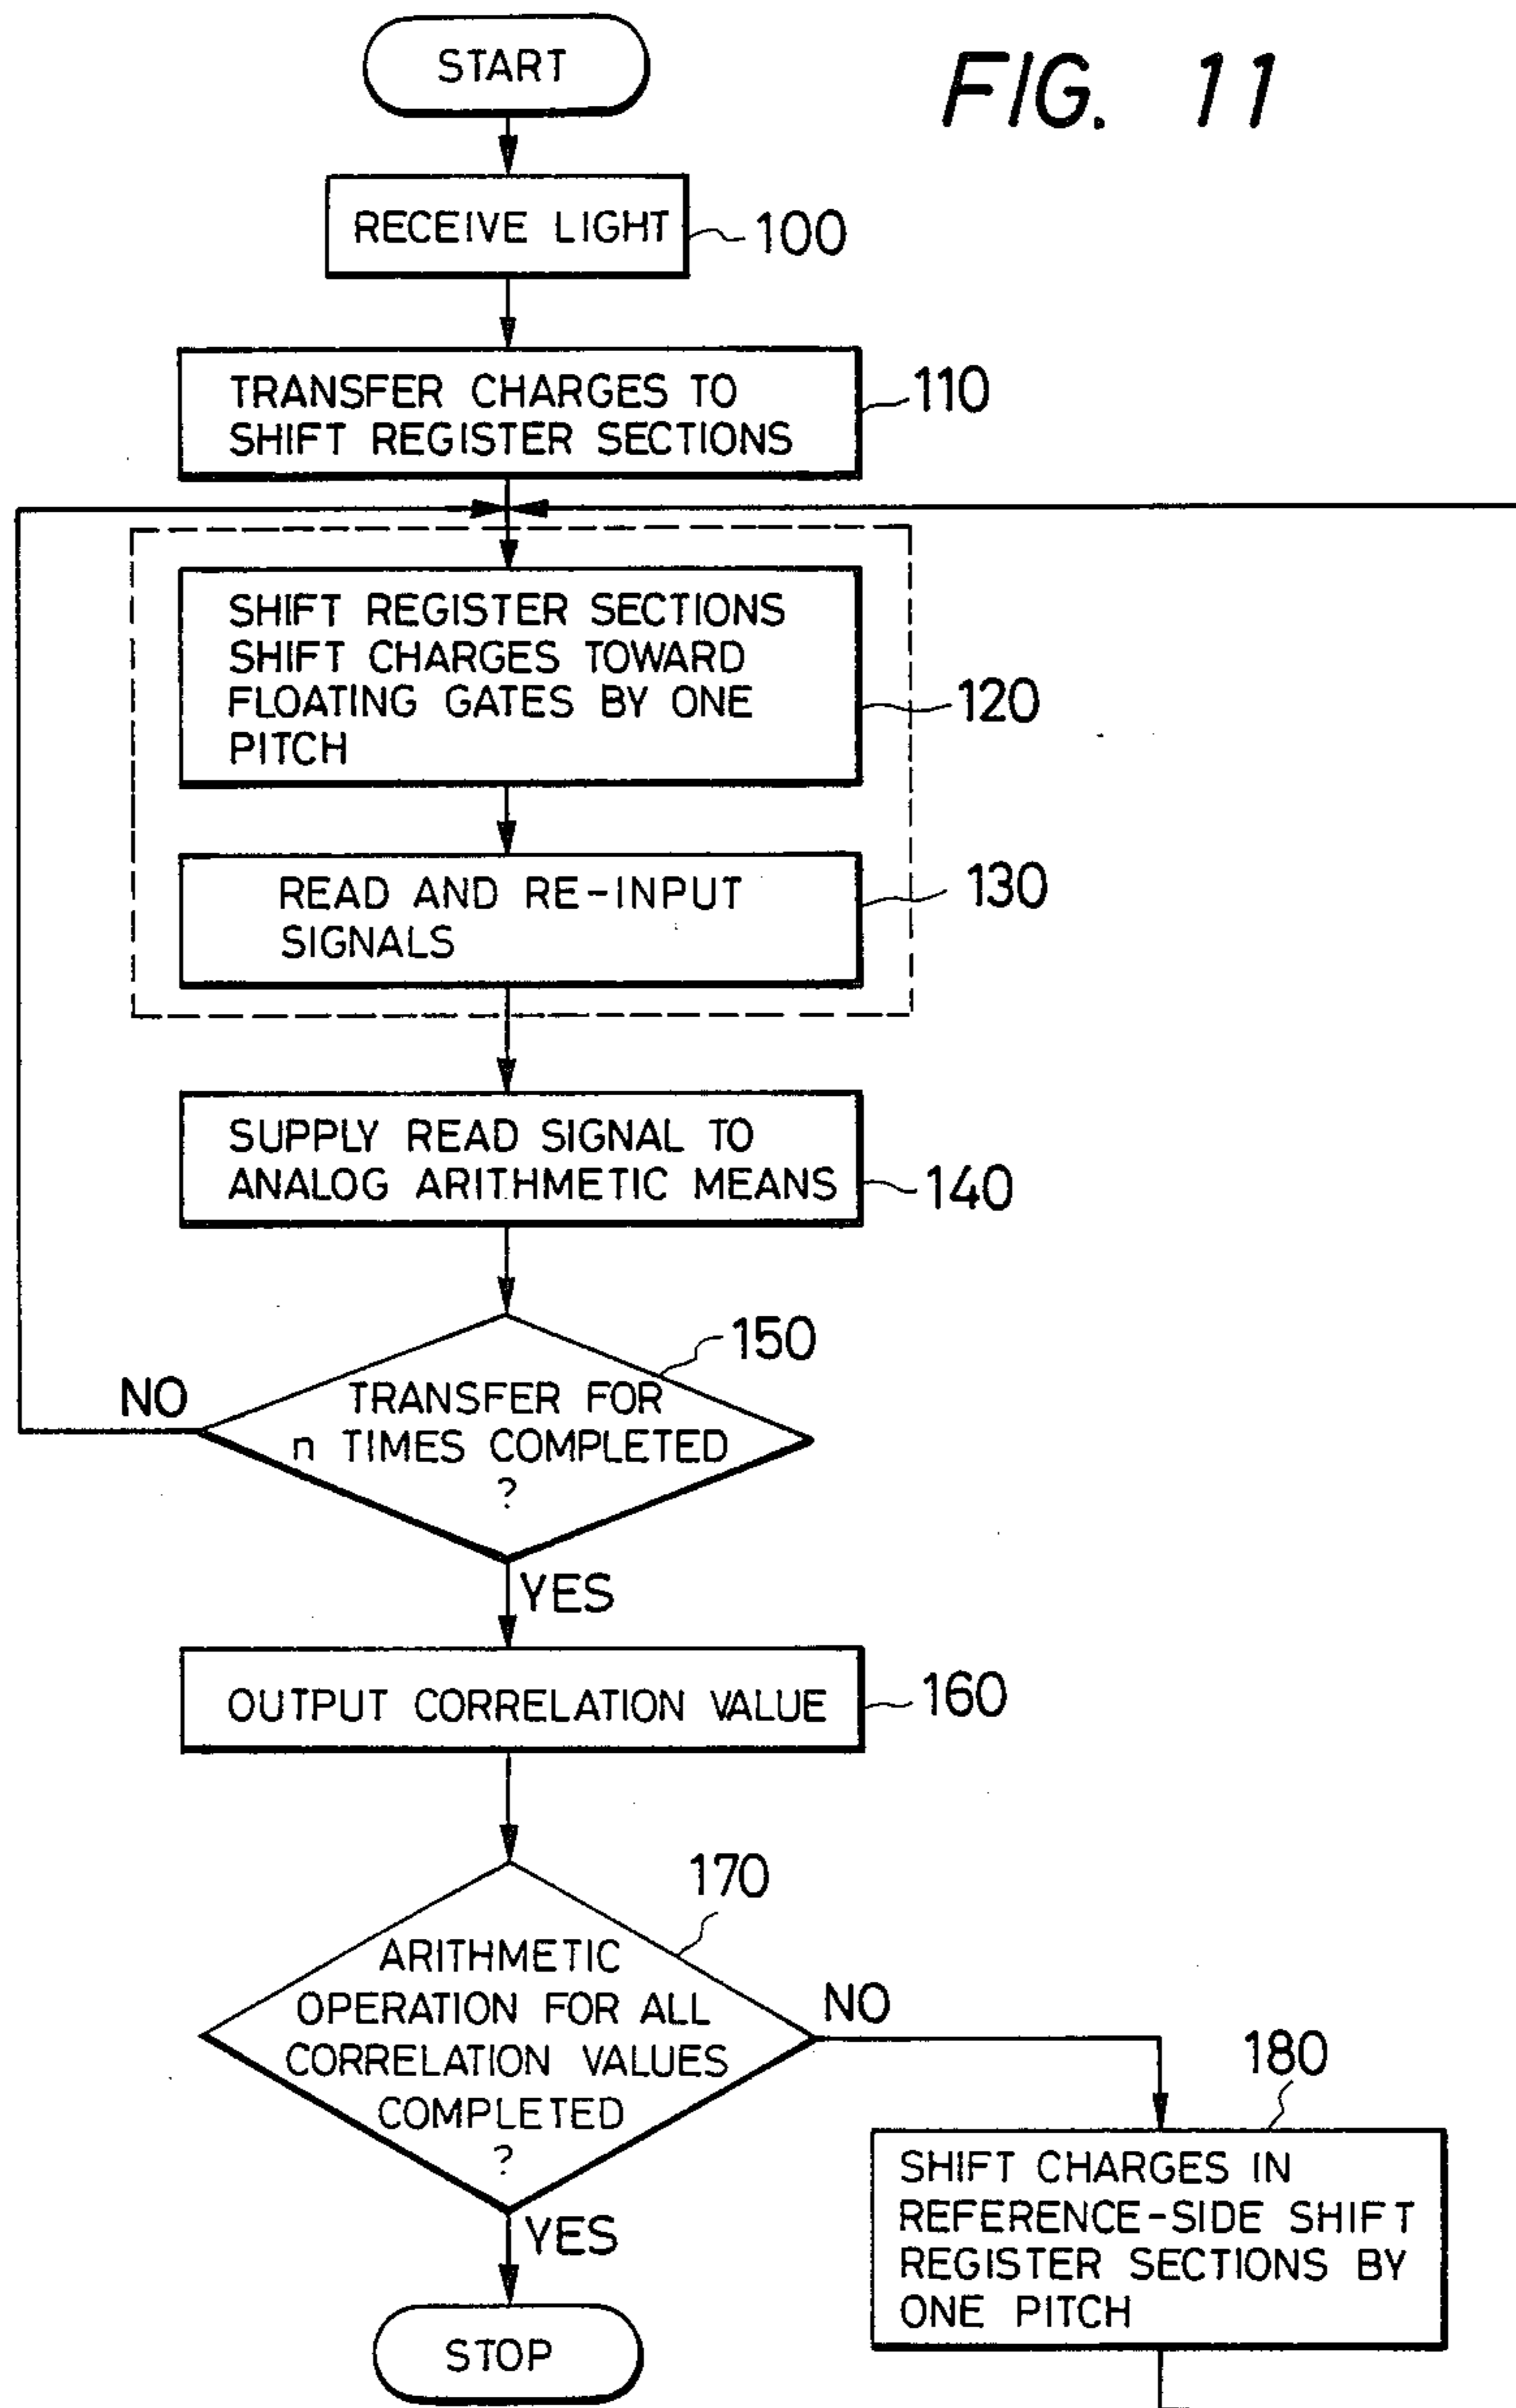 START
FIG. 11
RECEIVE LIGHT
100
TRANSFER CHARGES TO
SHIFT REGISTER SECTIONS
110
SHIFT REGISTER SECTIONS
SHIFT CHARGES TOWARD
FLOATING GATES BY ONE
PITCH
120
READ AND RE-INPUT
SIGNALS
130
SUPPLY READ SIGNAL TO
ANALOG ARITHMETIC MEANS
140
150
TRANSFER FOR
n TIMES COMPLETED
?
NO
YES
OUTPUT CORRELATION VALUE
160
170
ARITHMETIC
OPERATION FOR ALL
CORRELATION VALUES
COMPLETED
?
NO
YES
180
SHIFT CHARGES IN
REFERENCE-SIDE SHIFT
REGISTER SECTIONS BY
ONE PITCH
STOP